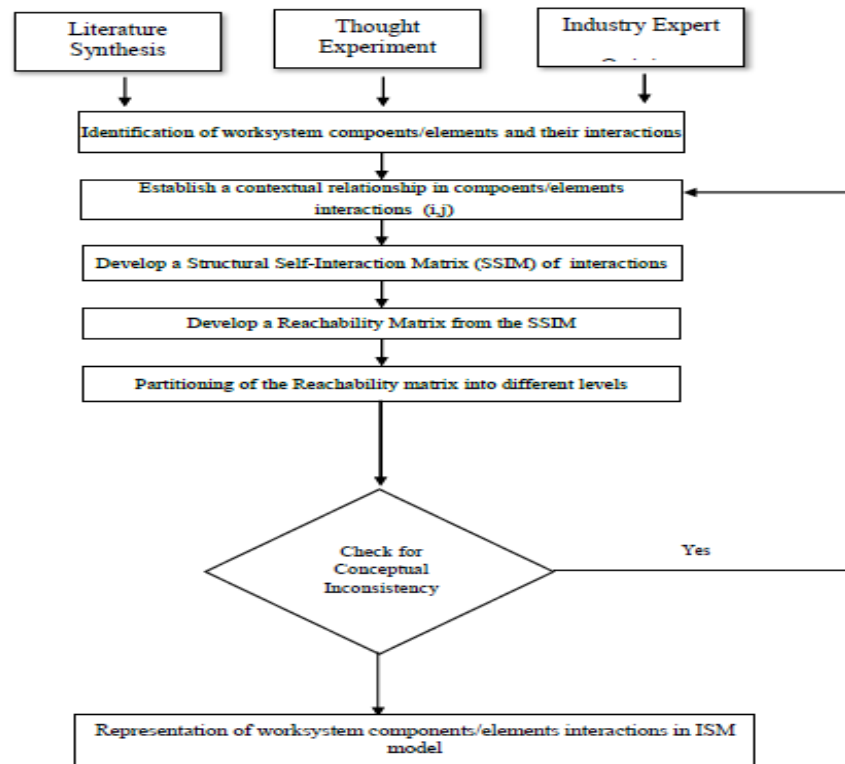 Literature
Synthesis
Thought
Experiment
Industry Expert
Identification of worksystem compoents/elements and their interactions
Establish a contextual relationship in compoents/elements
interactions (i,j)
Develop a Structural Self-Interaction Matrix (SSIM) of interactions
Develop a Reachability Matrix from the SSIM
Partitioning of the Reachability matrix into different levels
Check for
Conceptual
Inconsistency
Yes
Representation of worksystem components/elements interactions in ISM
model